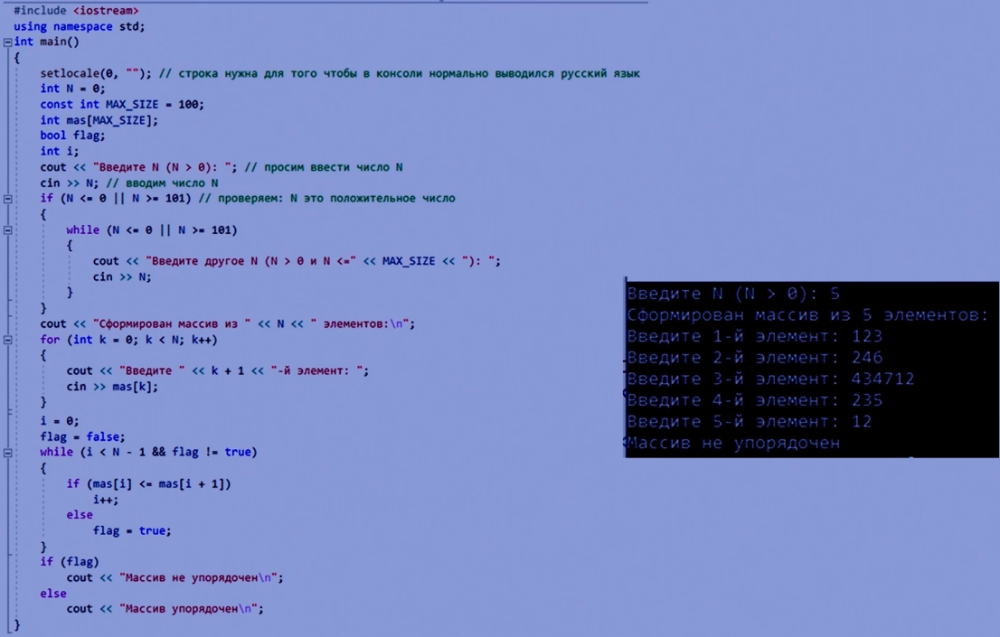 #include <iostream>
using namespace std;
int main()
{
setlocale(0, ""); // строка нужна для того чтобы в консоли нормально выводился русский язык
int N = 0;
const int MAX_SIZE = 100;
int mas[MAX_SIZE];
bool flag;
int i;
cout << "Введите N (N > 0): "; // просим ввести число N
cin >> N; // вводим число N
if (N <= 0 || N >= 101) // проверяем: N это положительное число
{
while (N <= 0 || N >= 101)
{
cout << "Введите другое N (N > 0 и N <=" << MAX_SIZE << "): ";
cin >> N;
}
}
cout << "Сформирован массив из " << N << " элементов:\n";
for (int k = 0; k < N; k++)
{
cout << "Введите " << k + 1 << "-й элемент: ";
cin >> mas[k];
}
i = 0;
flag = false;
while (i < N - 1 && flag != true)
{
if (mas[i] <= mas[i + 1])
i++;
else
flag = true;
}
if (flag)
cout << "Массив не упорядочен\n";
else
cout << "Массив упорядочен\n";
}
Введите N (N > 0): 5
Сформирован массив из 5 элементов:
Введите 1-й элемент: 123
Введите 2-й элемент: 246
Введите 3-й элемент: 434712
Введите 4-й элемент: 235
Введите 5-й элемент: 12
Массив не упорядочен